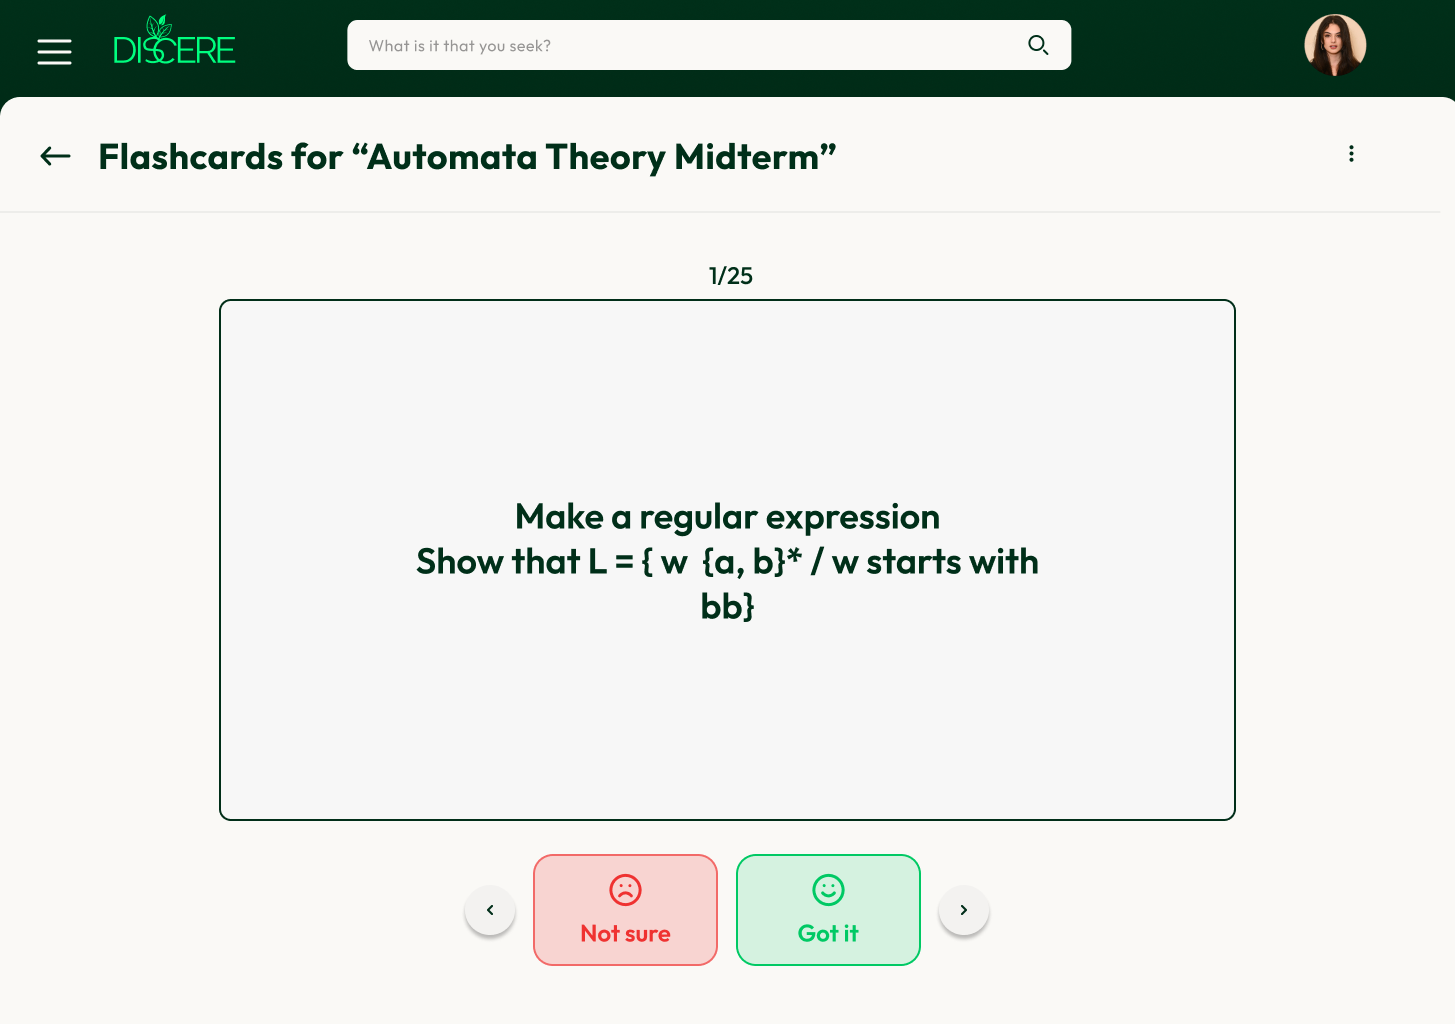 DISCERE
What is it that you seek?
Flashcards for “Automata Theory Midterm”
1/25
Make a regular expression
Show that L = { w  {a, b}* / w starts with
bb}
Not sure
Got it